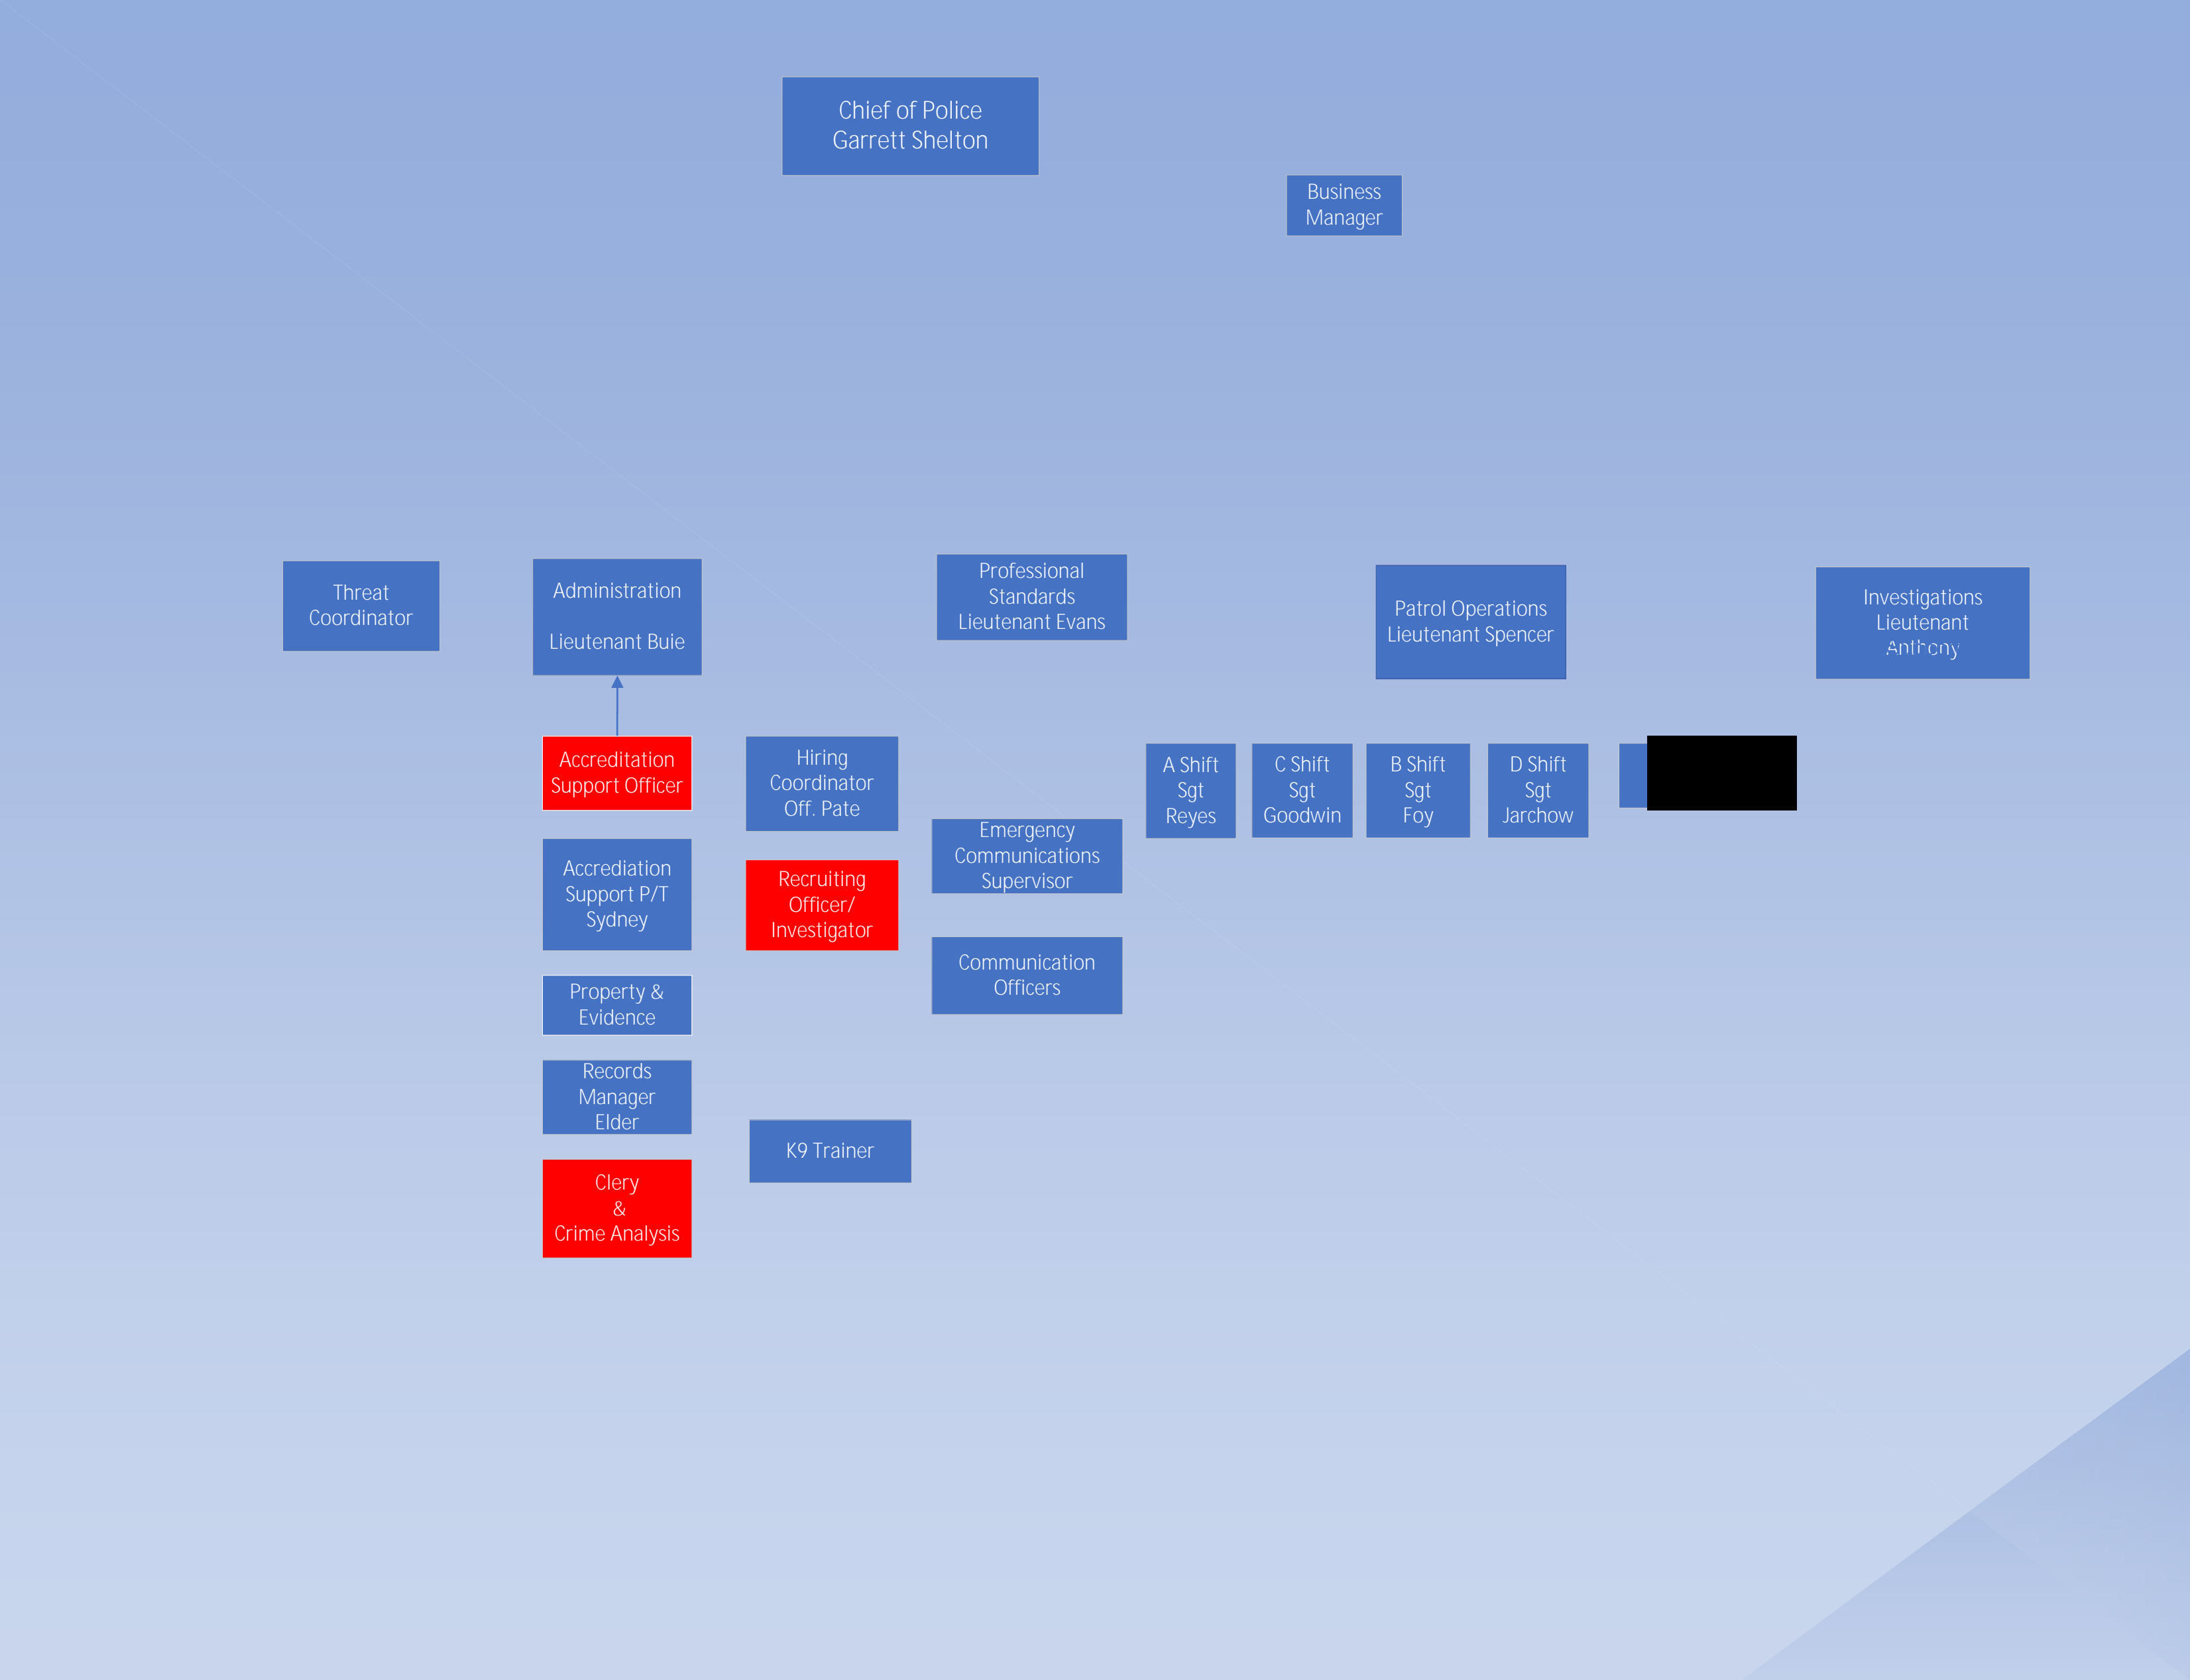 Chief of Police
Garrett Shelton
Business
Manager
Threat
Coordinator
Administration
Lieutenant Buie
Professional
Standards
Lieutenant Evans
Patrol Operations
Lieutenant Spencer
Investigations
Lieutenant
Anthony
Accreditation
Support Officer
Accrediation
Support P/T
Sydney
Property &
Evidence
Records
Manager
Elder
Clery
&
Crime Analysis
Hiring
Coordinator
Off. Pate
Recruiting
Officer/
Investigator
K9 Trainer
Emergency
Communications
Supervisor
Communication
Officers
A Shift
Sgt
Reyes
C Shift
Sgt
Goodwin
B Shift
Sgt
Foy
D Shift
Sgt
Jarchow